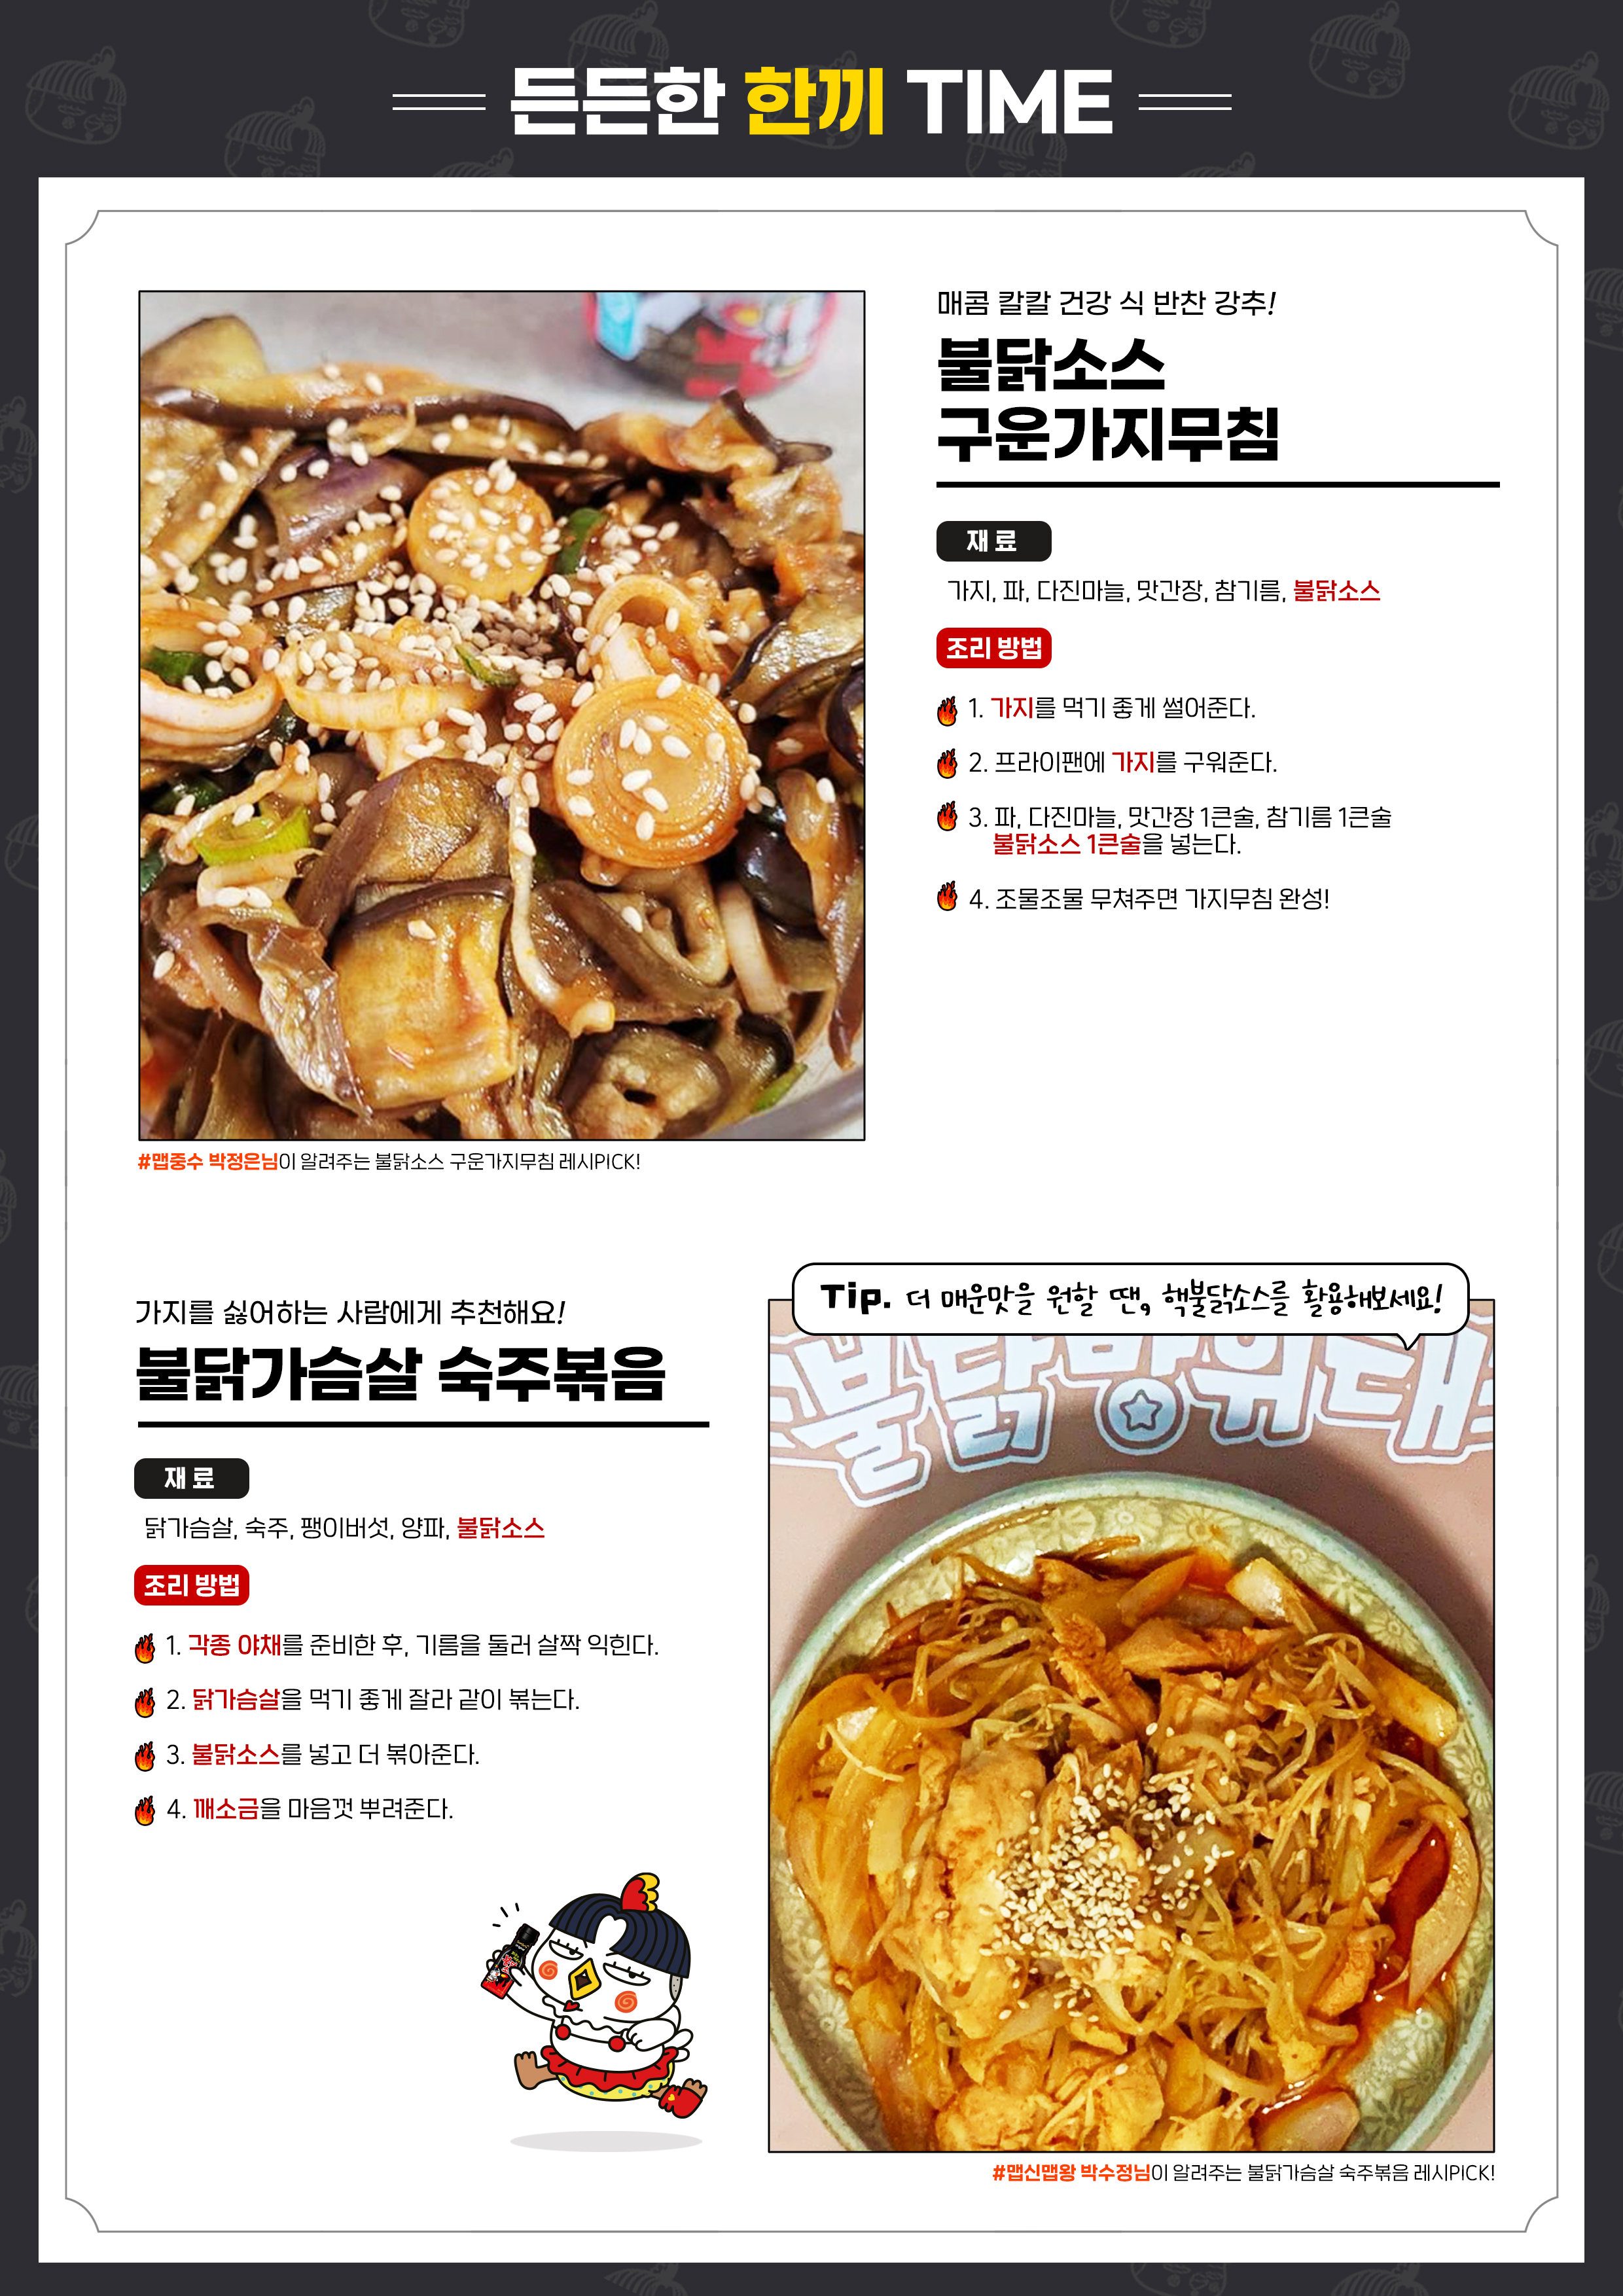 든든한 한끼 TIME
매콤 칼칼 건강 식 반찬 강추!
불닭소스
구운가지무침
재 료
가지, 파, 다진마늘, 맛간장, 참기름, 불닭소스
조리 방법
1. 가지를 먹기 좋게 썰어준다.
2. 프라이팬에 가지를 구워준다.
3. 파, 다진마늘, 맛간장 1큰술, 참기름 1큰술
불닭소스 1큰술을 넣는다.
4. 조물조물 무쳐주면 가지무침 완성!
#맵중수 박정은님이 알려주는 불닭소스 구운가지무침 레시PICK!
가지를 싫어하는 사람에게 추천해요!
불닭가슴살 숙주볶음
재 료
닭가슴살, 숙주, 팽이버섯, 양파, 불닭소스
조리 방법
1. 각종 야채를 준비한 후, 기름을 둘러 살짝 익힌다.
2. 닭가슴살을 먹기 좋게 잘라 같이 볶는다.
3. 불닭소스를 넣고 더 볶아준다.
4. 깨소금을 마음껏 뿌려준다.
Tip. 더 매운맛을 원할 땐, 핵불닭소스를 활용해보세요!
불닭방위대
#맵신맵왕 박수정님이 알려주는 불닭가슴살 숙주볶음 레시PICK!